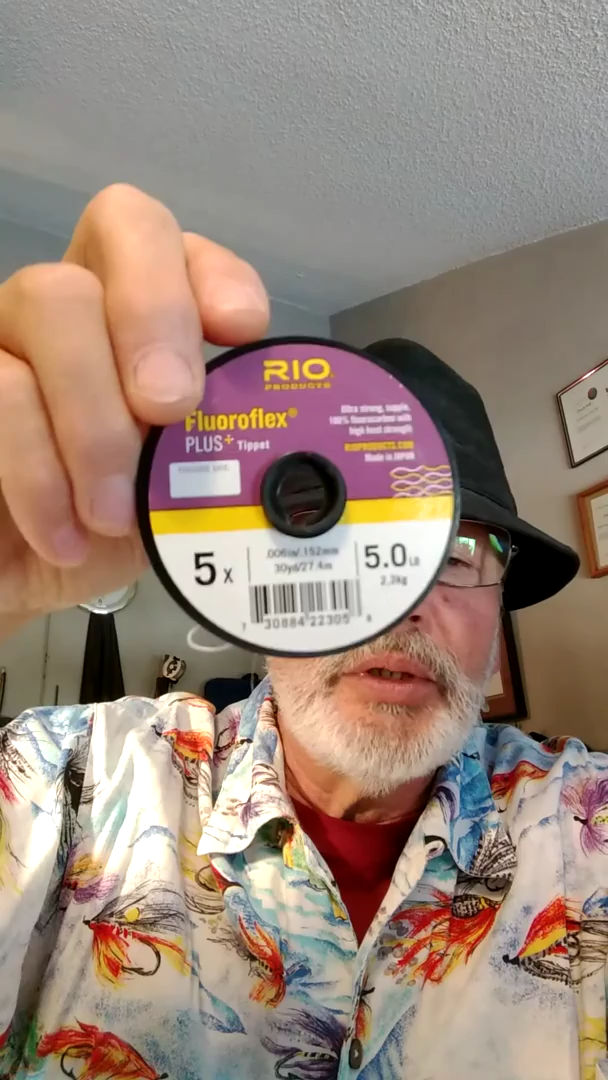 RIO
PRODUCTS
Fluoroflex®
PLUS+ Tippet
Ultra strong, supple,
100% fluorocarbon with
high knot strength
RIOPRODUCTS.COM
Made in JAPAN
5X
.006in/.152mm
30yd/27.4m
5.0LB
2.3kg
7 30884 22305 8